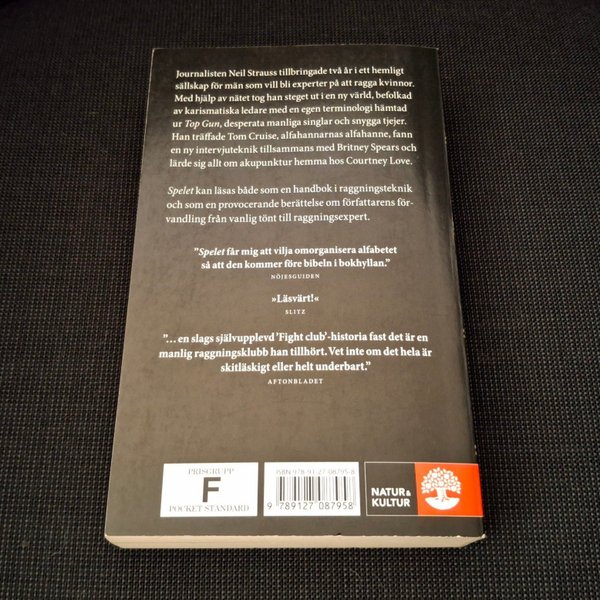 Journalisten Neil Strauss tillbringade två år i ett hemligt
sällskap för män som vill bli experter på att ragga kvinnor.
Med hjälp av nätet tog han steget ut i en ny värld, befolkad
av karismatiska ledare med en egen terminologi hämtad
ur Top Gun, desperata manliga singlar och snygga tjejer.
Han träffade Tom Cruise, alfahannarnas alfahanne, fann
en ny intervjuteknik tillsammans med Britney Spears och
lärde sig allt om akupunktur hemma hos Courtney Love.
Spelet kan läsas både som en handbok i raggningsteknik
och som en provocerande berättelse om författarens för-
vandling från vanlig tönt till raggningsexpert.
”Spelet får mig att vilja omorganisera alfabetet
så att den kommer före bibeln i bokhyllan.”
NÖJESGUIDEN
»Läsvärt!«
SLITZ
”... en slags självupplevd ’Fight club’-historia fast det är en
manlig raggningsklubb han tillhört. Vet inte om det hela är
skitläskigt eller helt underbart.”
AFTONBLADET
PRISGRUPP
F
POCKET STANDARD
ISBN 978-91-27-08795-8
9 789127 087958
NATUR &
KULTUR